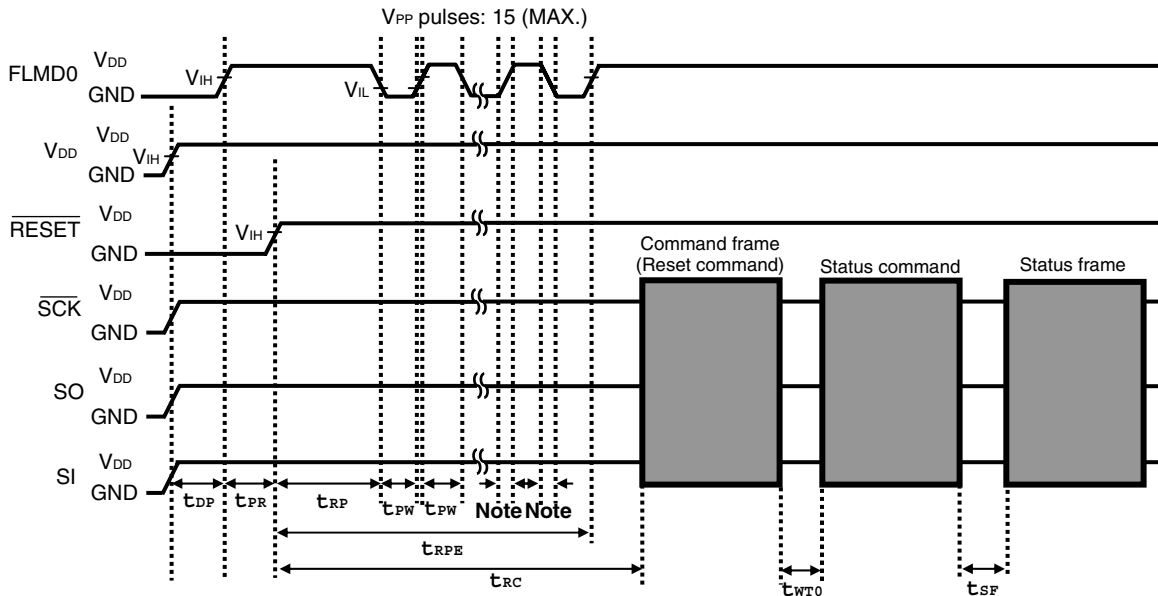 VPP pulses: 15 (MAX.)
FLMD0
VDD
GND
VIH
VIL
VDD
VDD
GND
VIH
RESET
VDD
GND
VIH
SCK
VDD
GND
SO
VDD
GND
SI
VDD
GND
Command frame
(Reset command)
Status command
Status frame
tDP
tPR
tRP
tPW
tPW
Note
Note
tRPE
tRC
tWT0
tSF